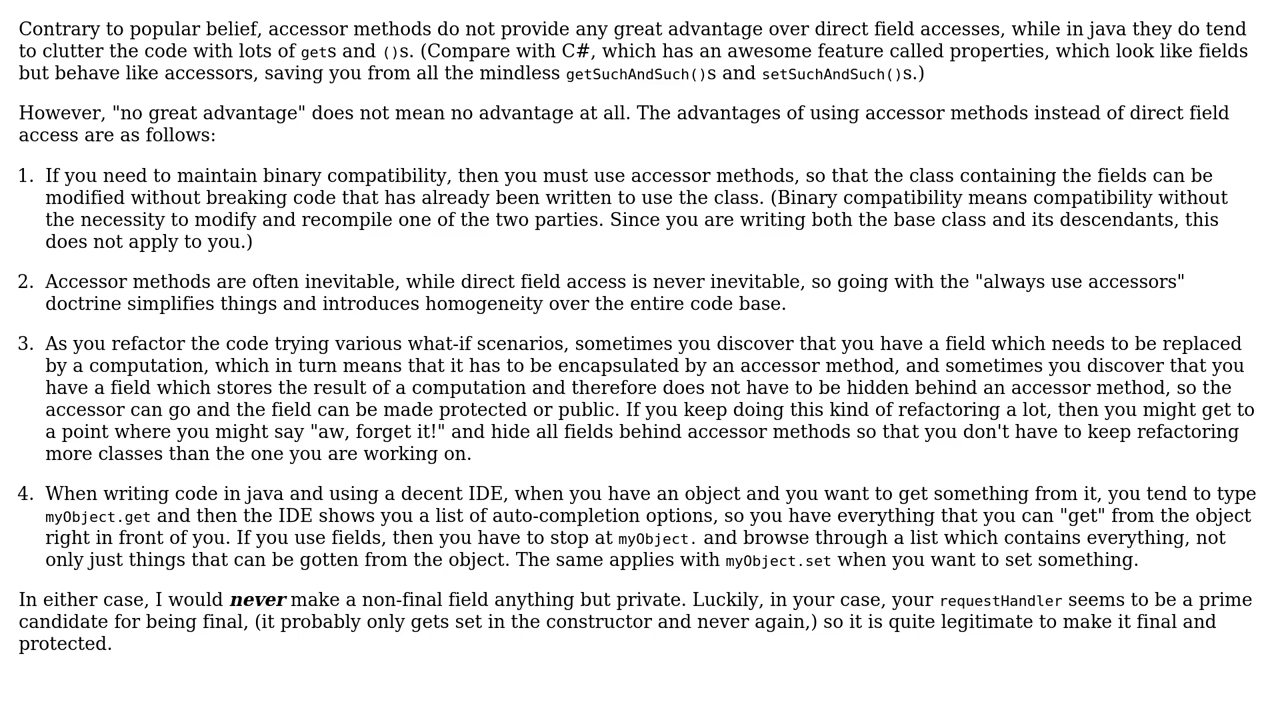 Contrary to popular belief, accessor methods do not provide any great advantage over direct field accesses, while in java they do tend
to clutter the code with lots of gets and ()s. (Compare with C#, which has an awesome feature called properties, which look like fields
but behave like accessors, saving you from all the mindless getSuchAndSuch()s and setSuchAndSuch()s.)
However, "no great advantage" does not mean no advantage at all. The advantages of using accessor methods instead of direct field
access are as follows:
1. If you need to maintain binary compatibility, then you must use accessor methods, so that the class containing the fields can be
modified without breaking code that has already been written to use the class. (Binary compatibility means compatibility without
the necessity to modify and recompile one of the two parties. Since you are writing both the base class and its descendants, this
does not apply to you.)
2. Accessor methods are often inevitable, while direct field access is never inevitable, so going with the "always use accessors"
doctrine simplifies things and introduces homogeneity over the entire code base.
3. As you refactor the code trying various what-if scenarios, sometimes you discover that you have a field which needs to be replaced
by a computation, which in turn means that it has to be encapsulated by an accessor method, and sometimes you discover that you
have a field which stores the result of a computation and therefore does not have to be hidden behind an accessor method, so the
accessor can go and the field can be made protected or public. If you keep doing this kind of refactoring a lot, then you might get to
a point where you might say "aw, forget it!" and hide all fields behind accessor methods so that you don't have to keep refactoring
more classes than the one you are working on.
4. When writing code in java and using a decent IDE, when you have an object and you want to get something from it, you tend to type
myObject.get and then the IDE shows you a list of auto-completion options, so you have everything that you can "get" from the object
right in front of you. If you use fields, then you have to stop at myObject. and browse through a list which contains everything, not
only just things that can be gotten from the object. The same applies with myObject.set when you want to set something.
In either case, I would never make a non-final field anything but private. Luckily, in your case, your requestHandler seems to be a prime
candidate for being final, (it probably only gets set in the constructor and never again,) so it is quite legitimate to make it final and
protected.